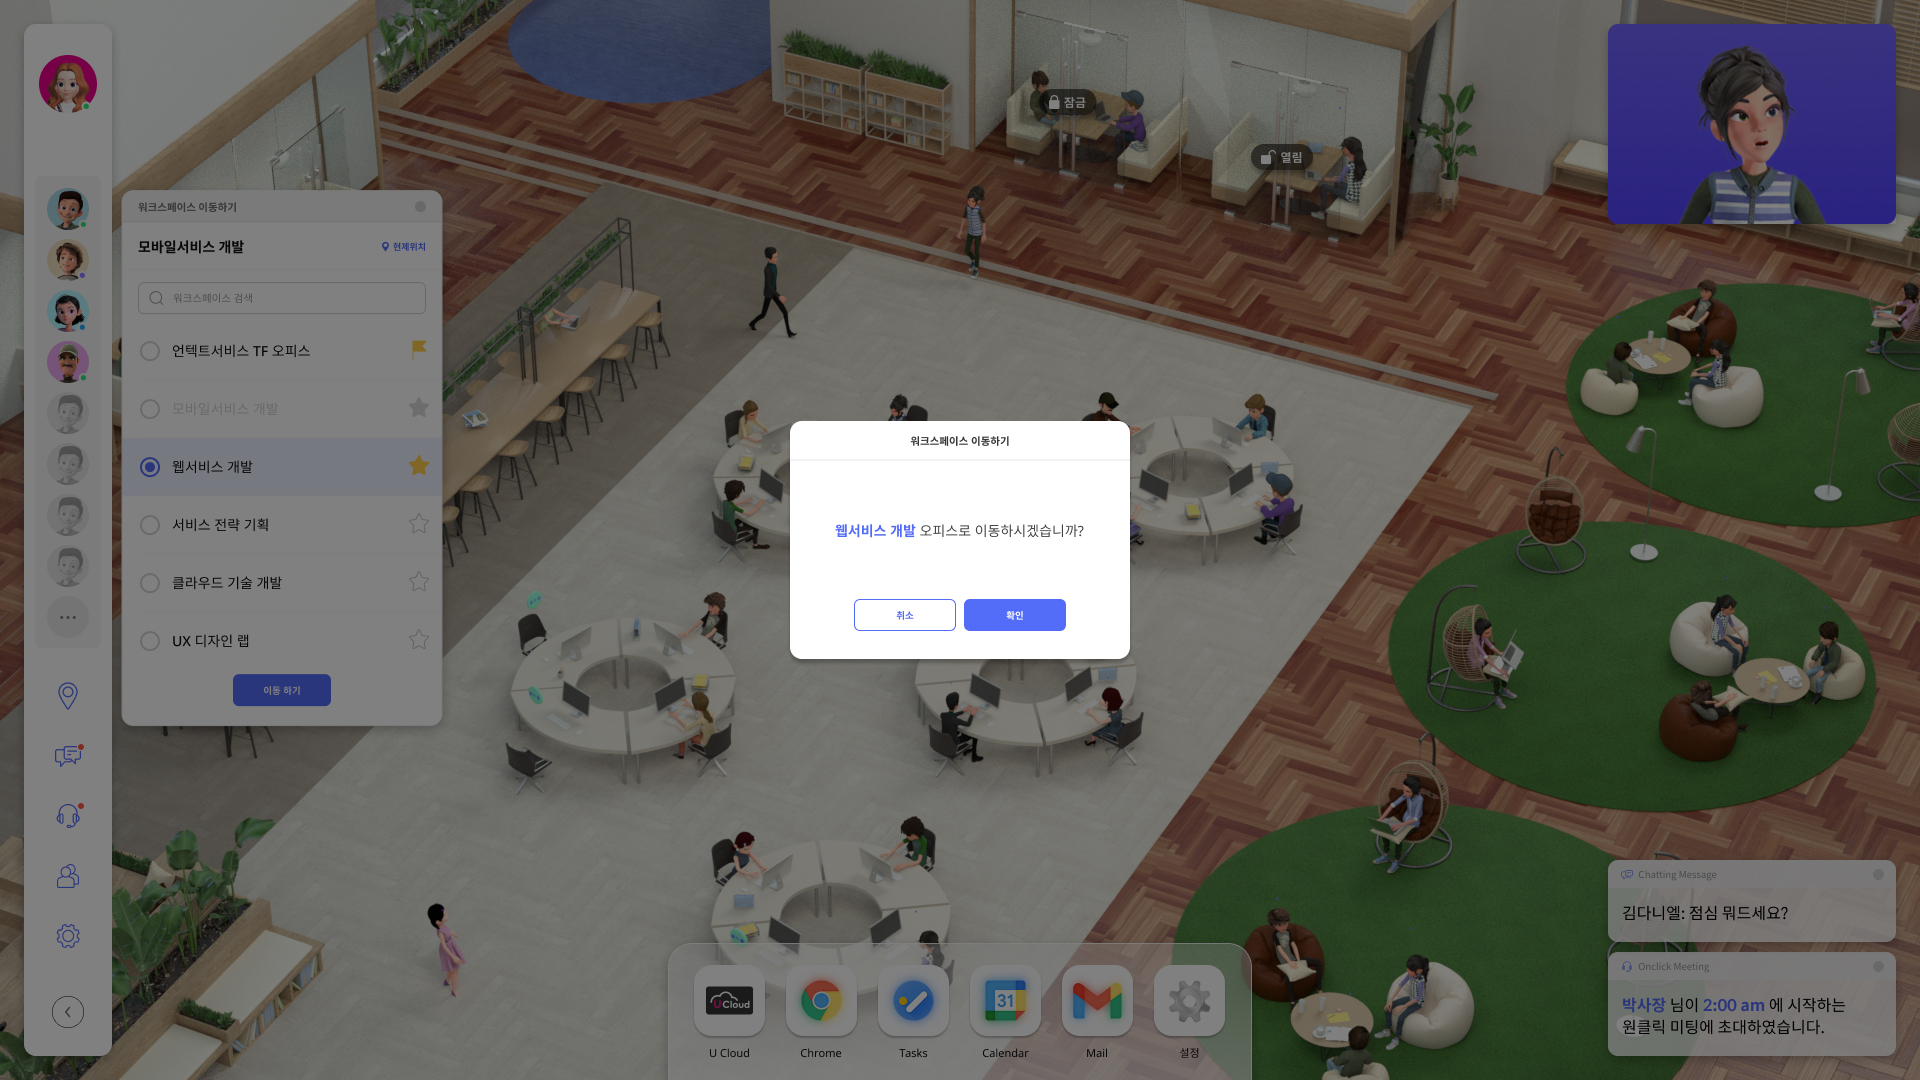 잠금
열림
워크스페이스 이동하기
모바일서비스 개발
현제위치
워크스페이스 검색
언텍트서비스 TF 오피스
모바일서비스 개발
웹서비스 개발
서비스 전략 기획
클라우드 기술 개발
UX 디자인 랩
이동 하기
워크스페이스 이동하기
웹서비스 개발 오피스로 이동하시겠습니까?
취소
확인
Chatting Message
김다니엘: 점심 뭐드세요?
Onclick Meeting
박사장 님이 2:00 am 에 시작하는
원클릭 미팅에 초대하였습니다.
UCloud
31
U Cloud
Chrome
Tasks
Calendar
Mail
설정